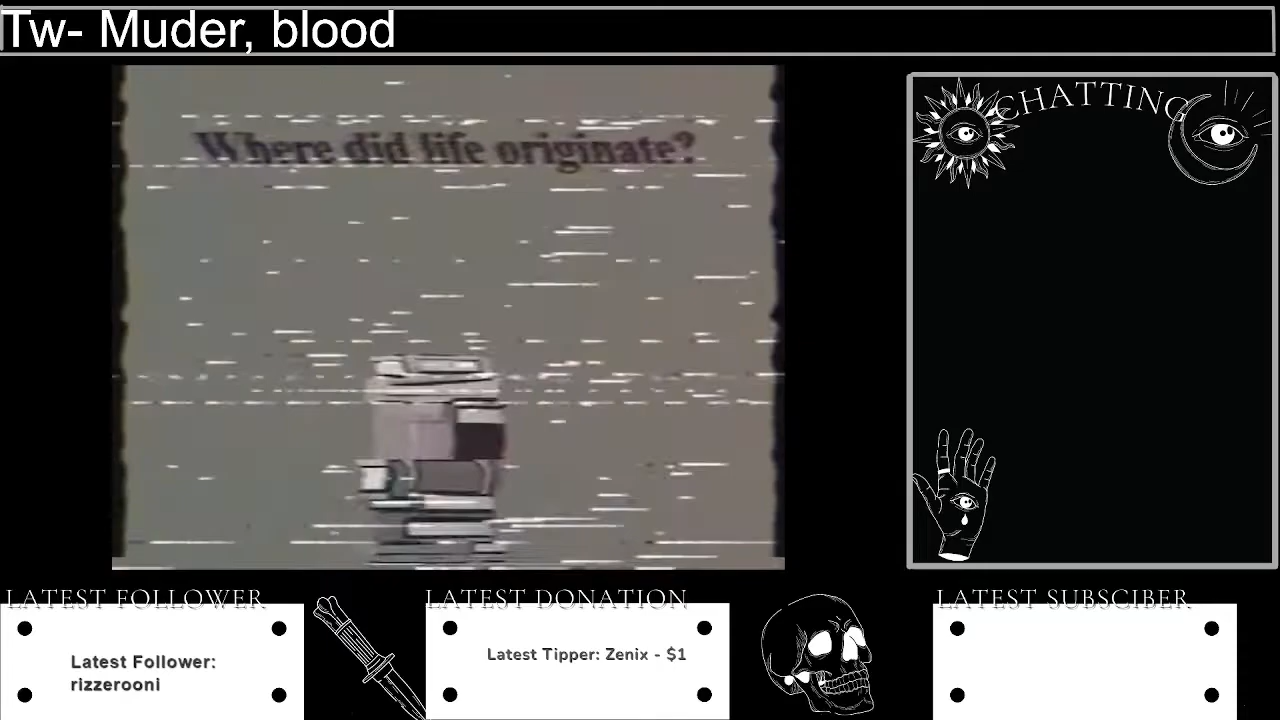 Tw- Muder, blood
Where did life originate?
CHATTING
LATEST FOLLOWER
Latest Follower:
rizzerooni
LATEST DONATION
Latest Tipper: Zenix - $1
LATEST SUBSCIBER